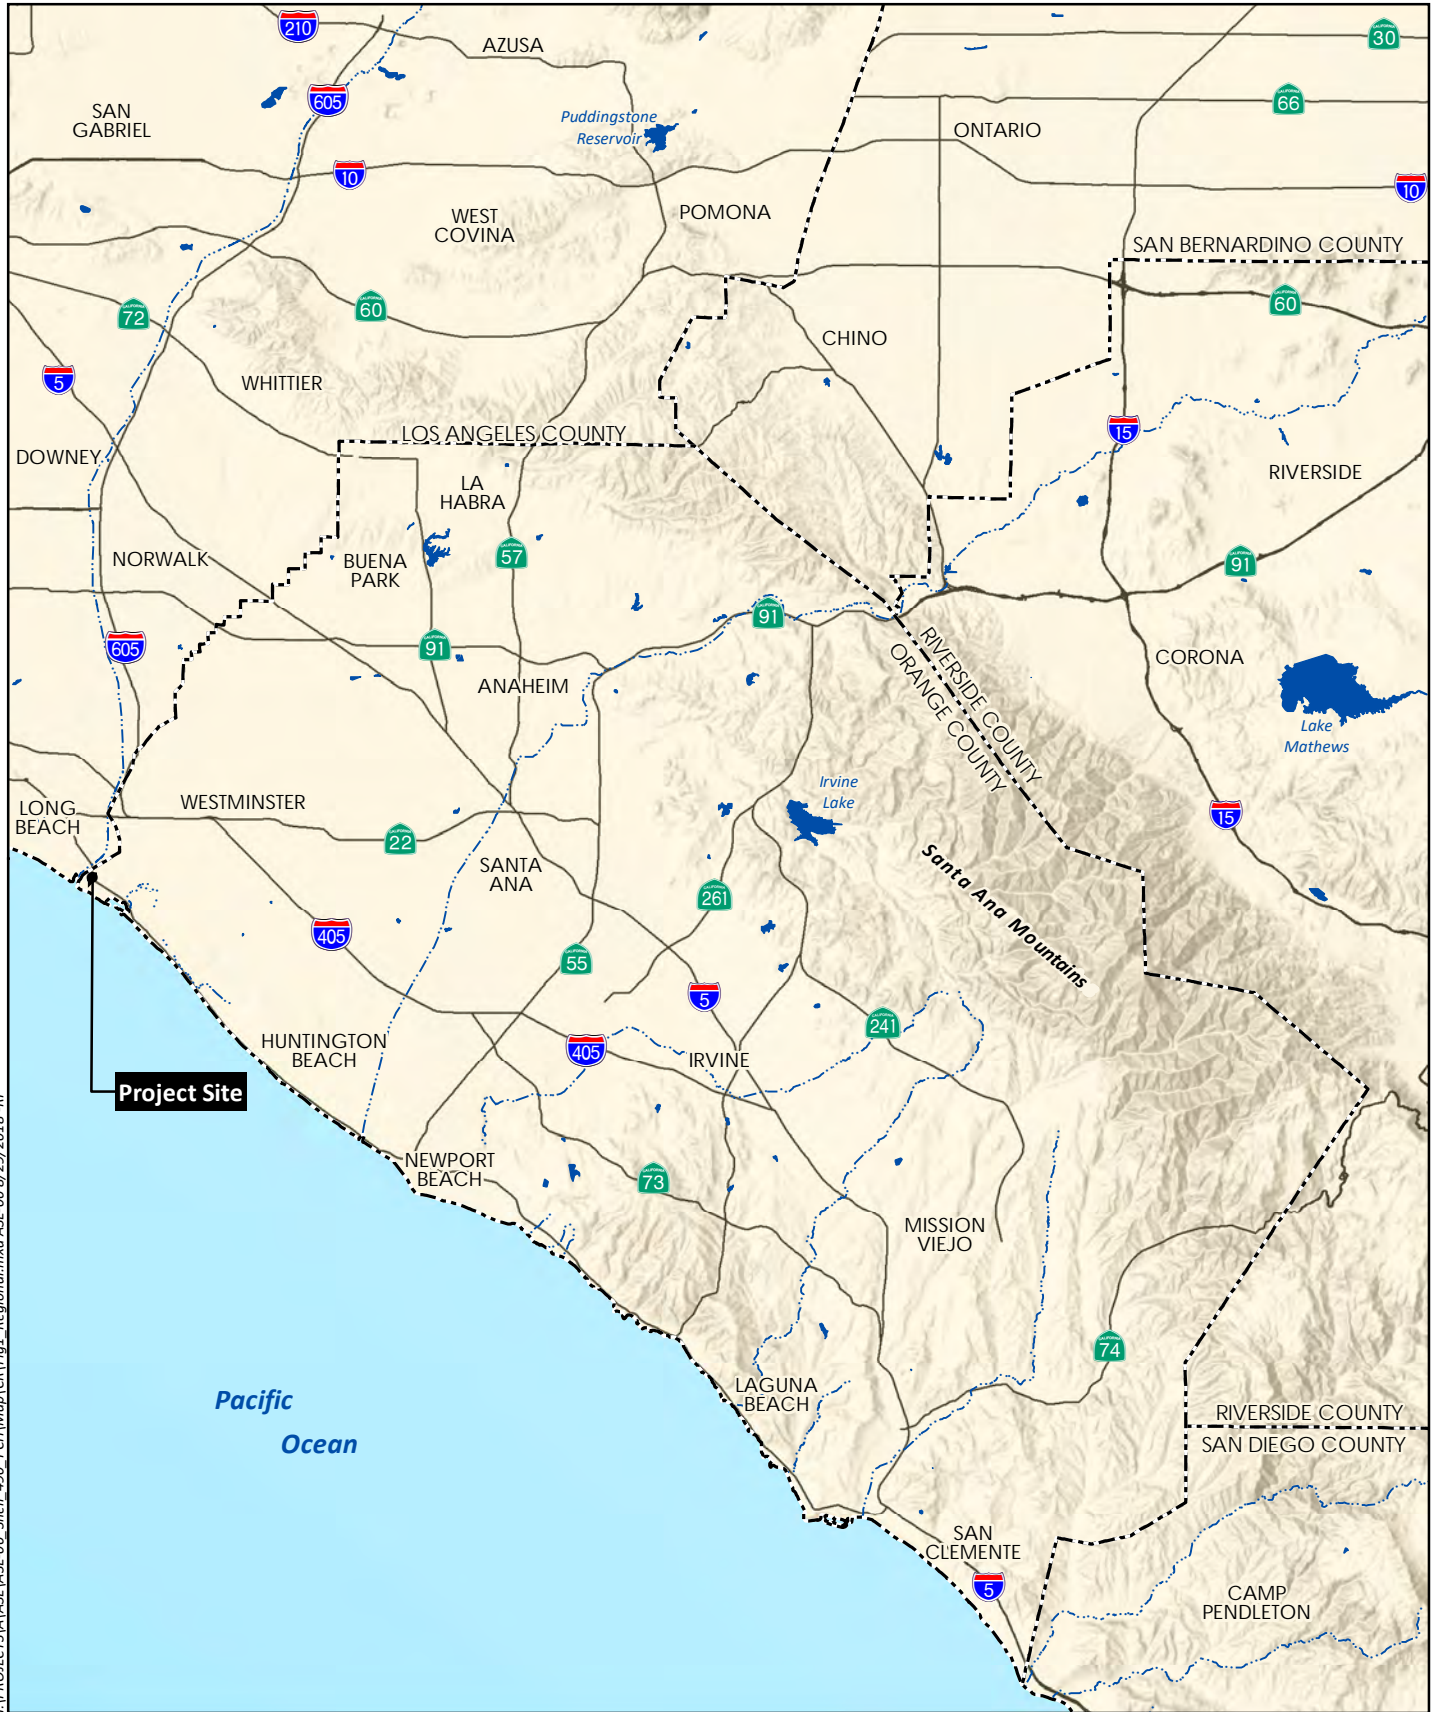 210
AZUSA
30
605
66
SAN
GABRIEL
Puddingstone
Reservoir
ONTARIO
10
10
WEST
COVINA
POMONA
SAN BERNARDINO COUNTY
72
60
60
CHINO
5
WHITTIER
LOS ANGELES COUNTY
15
DOWNEY
LA
HABRA
RIVERSIDE
NORWALK
BUENA
PARK
57
91
91
605
91
RIVERSIDE COUNTY
ORANGE COUNTY
CORONA
ANAHEIM
Lake
Mathews
Irvine
Lake
LONG
BEACH
WESTMINSTER
22
15
SANTA
ANA
261
Santa Ana Mountains
405
55
5
241
HUNTINGTON
BEACH
405
IRVINE
Project Site
NEWPORT
BEACH
73
MISSION
VIEJO
74
LAGUNA
BEACH
Pacific
Ocean
RIVERSIDE COUNTY
SAN DIEGO COUNTY
SAN
CLEMENTE
5
CAMP
PENDLETON